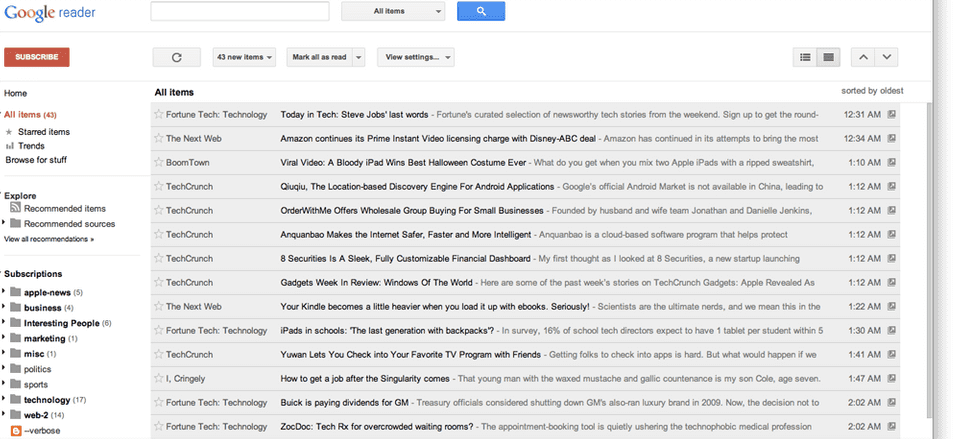 Google reader
All items
SUBSCRIBE
43 new items
Mark all as read
View settings...
Home
All items (43)
Starred items
Trends
Browse for stuff
Explore
Recommended items
Recommended sources
View all recommendations »
Subscriptions
apple-news (5)
business (4)
Interesting People (6)
marketing (1)
misc (1)
politics
sports
technology (17)
web-2 (14)
--verbose
All items
sorted by oldest
Fortune Tech: Technology Today in Tech: Steve Jobs' last words - Fortune's curated selection of newsworthy tech stories from the weekend. Sign up to get the round- 12:31 AM
The Next Web Amazon continues its Prime Instant Video licensing charge with Disney-ABC deal - Amazon has continued in its attempts to bring the most 12:34 AM
BoomTown Viral Video: A Bloody iPad Wins Best Halloween Costume Ever - What do you get when you mix two Apple iPads with a ripped sweatshirt, 1:10 AM
TechCrunch Qiuqiu, The Location-based Discovery Engine For Android Applications - Google's official Android Market is not available in China, leading to 1:12 AM
TechCrunch OrderWithMe Offers Wholesale Group Buying For Small Businesses - Founded by husband and wife team Jonathan and Danielle Jenkins, 1:12 AM
TechCrunch Anquanbao Makes the Internet Safer, Faster and More Intelligent - Anquanbao is a cloud-based software program that helps protect 1:12 AM
TechCrunch 8 Securities Is A Sleek, Fully Customizable Financial Dashboard - My first thought as I looked at 8 Securities, a new startup launching 1:12 AM
TechCrunch Gadgets Week In Review: Windows Of The World - Here are some of the past week's stories on TechCrunch Gadgets: Apple Revealed As 1:12 AM
The Next Web Your Kindle becomes a little heavier when you load it up with ebooks. Seriously! - Scientists are the ultimate nerds, and we mean this in the 1:22 AM
Fortune Tech: Technology iPads in schools: 'The last generation with backpacks'? - In survey, 16% of school tech directors expect to have 1 tablet per student within 5 1:30 AM
TechCrunch Yuwan Lets You Check into Your Favorite TV Program with Friends - Getting folks to check into apps is hard. But what would happen if we 1:41 AM
I, Cringely How to get a job after the Singularity comes - That young man with the waxed mustache and gallic countenance is my son Cole, age seven. 1:47 AM
Fortune Tech: Technology Buick is paying dividends for GM - Treasury officials considered shutting down GM's also-ran luxury brand in 2009. Now, the decision not to 2:02 AM
Fortune Tech: Technology ZocDoc: Tech Rx for overcrowded waiting rooms? - The appointment-booking tool is quietly ushering the technophobic medical profession 2:02 AM